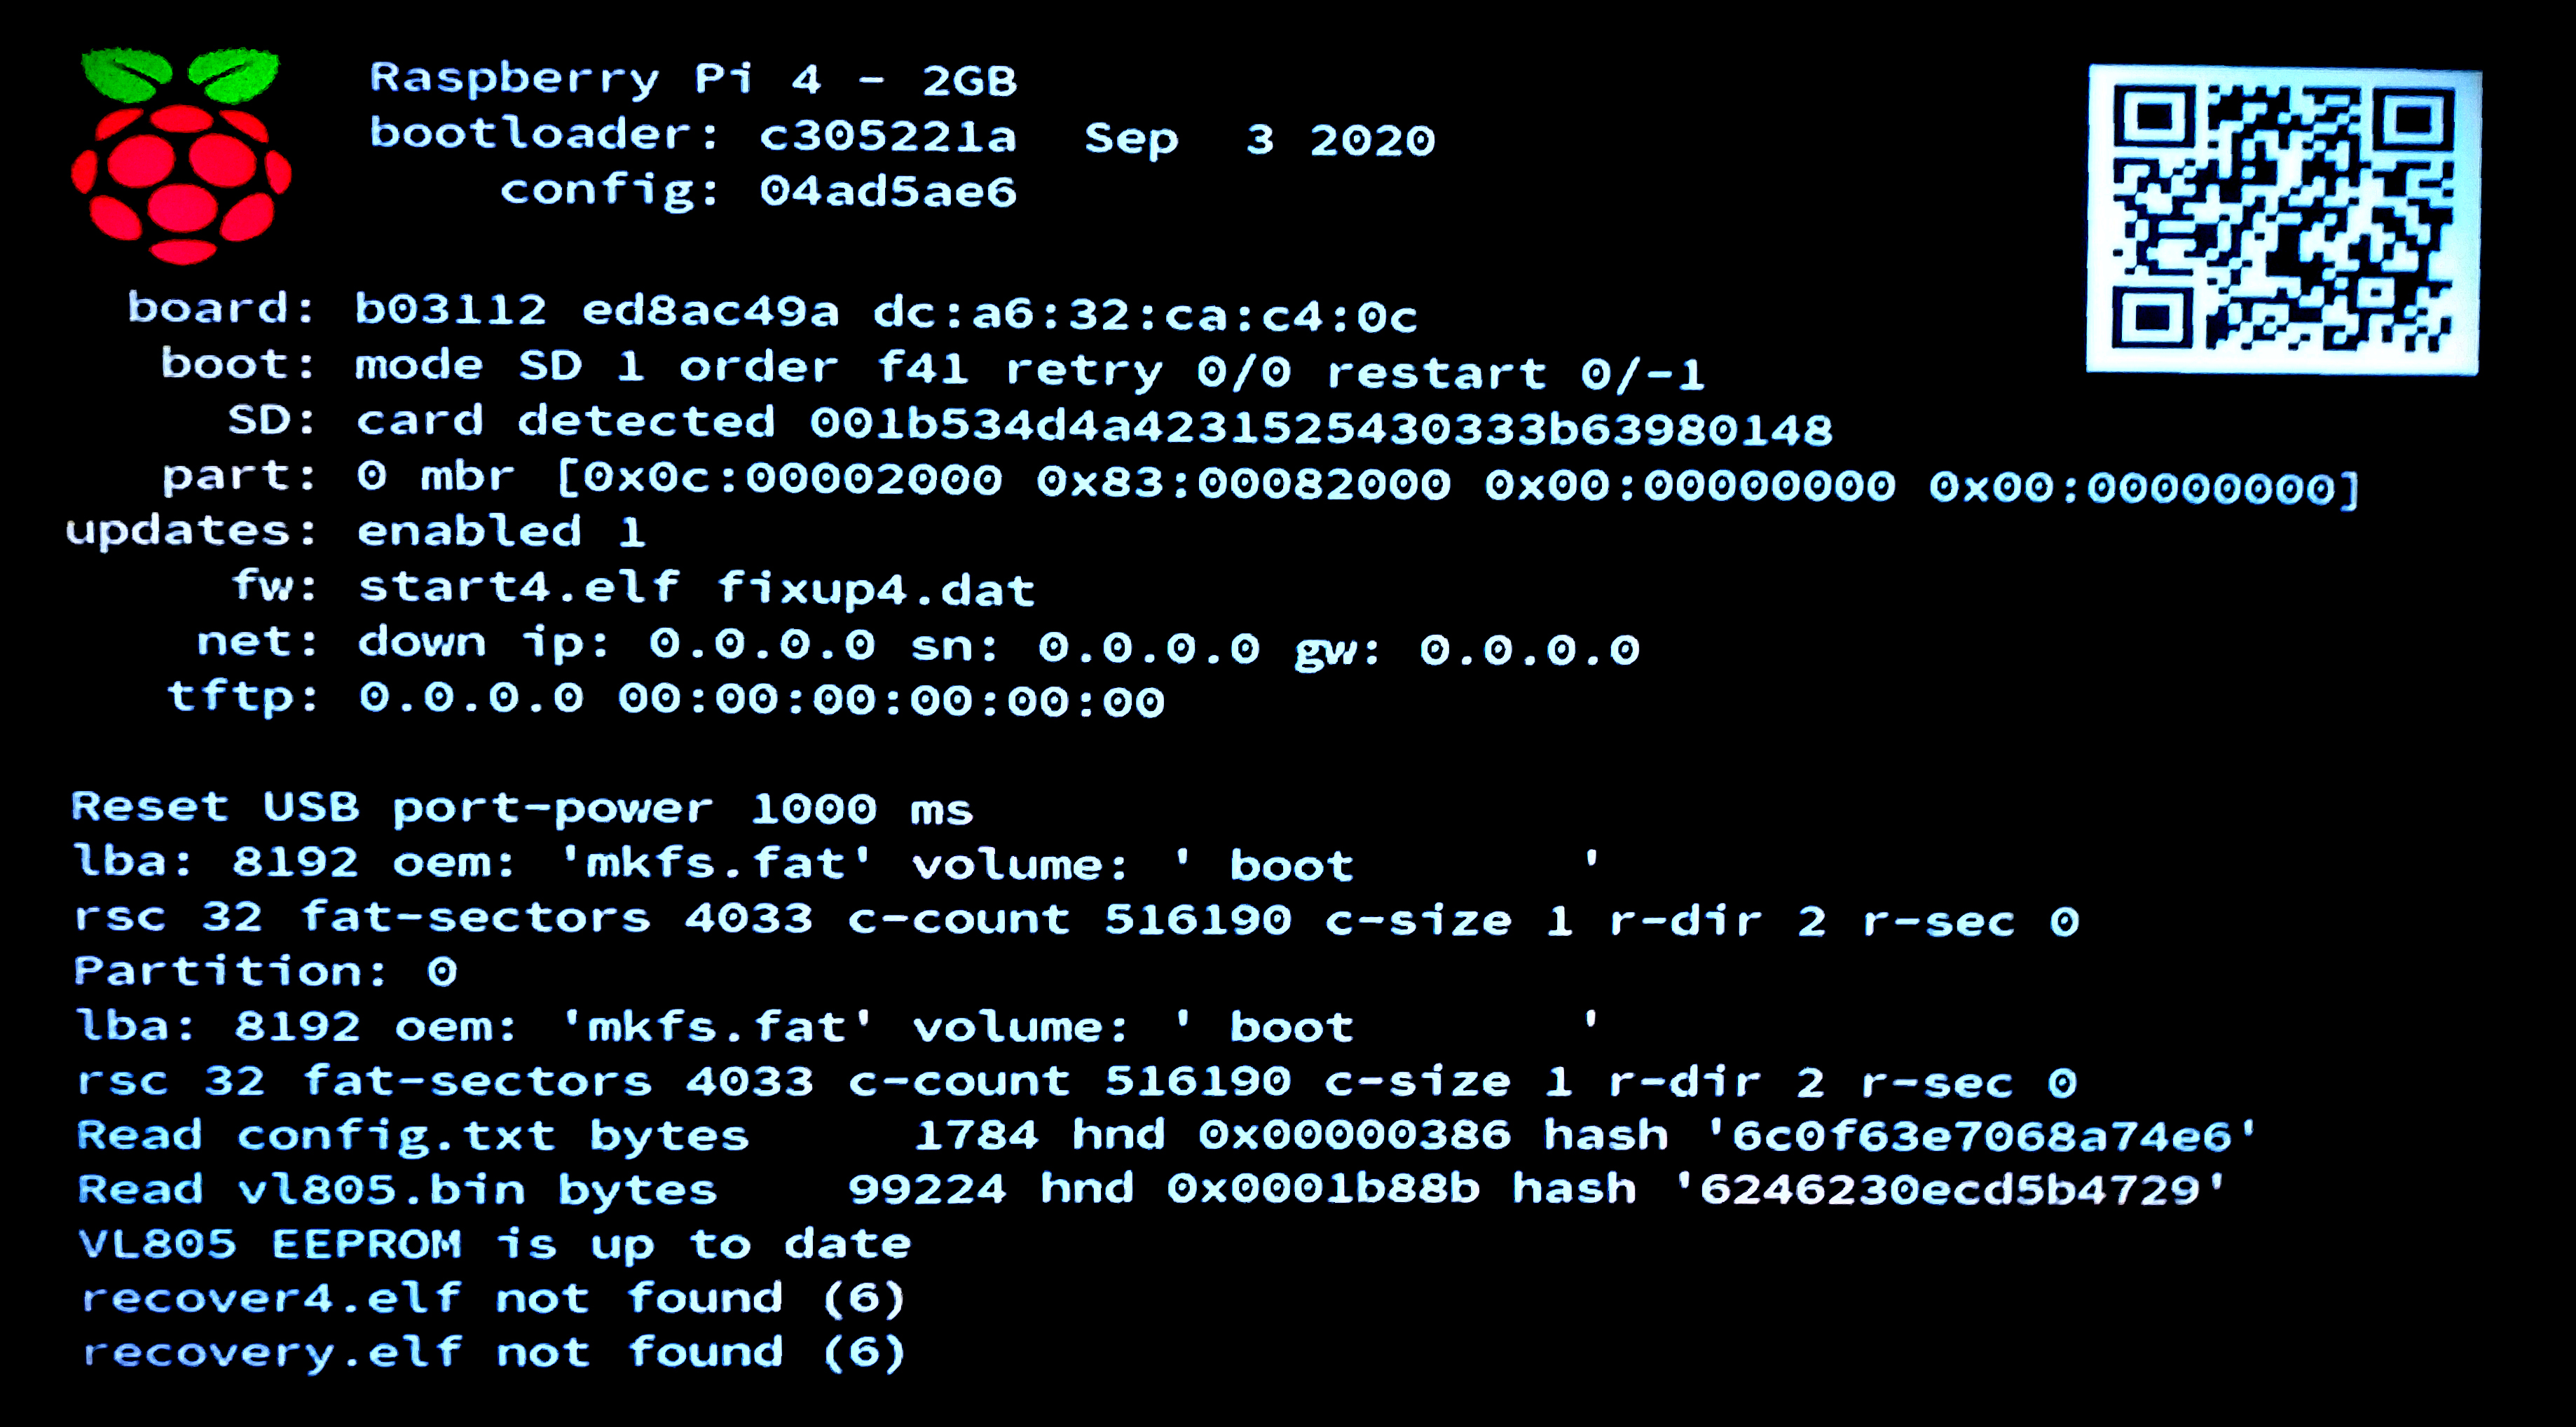 Raspberry Pi 4 - 2GB
bootloader: c305221a  Sep  3 2020
config: 04ad5ae6
board: b03112 ed8ac49a dc:a6:32:ca:c4:0c
boot: mode SD 1 order f41 retry 0/0 restart 0/-1
SD: card detected 001b534d4a4231525430333b63980148
part: 0 mbr [0x0c:00002000 0x83:00082000 0x00:00000000 0x00:00000000]
updates: enabled 1
fw: start4.elf fixup4.dat
net: down ip: 0.0.0.0 sn: 0.0.0.0 gw: 0.0.0.0
tftp: 0.0.0.0 00:00:00:00:00:00
Reset USB port-power 1000 ms
lba: 8192 oem: 'mkfs.fat' volume: ' boot       '
rsc 32 fat-sectors 4033 c-count 516190 c-size 1 r-dir 2 r-sec 0
Partition: 0
lba: 8192 oem: 'mkfs.fat' volume: ' boot       '
rsc 32 fat-sectors 4033 c-count 516190 c-size 1 r-dir 2 r-sec 0
Read config.txt bytes     1784 hnd 0x00000386 hash '6c0f63e7068a74e6'
Read vl805.bin bytes    99224 hnd 0x0001b88b hash '6246230ecd5b4729'
VL805 EEPROM is up to date
recover4.elf not found (6)
recovery.elf not found (6)